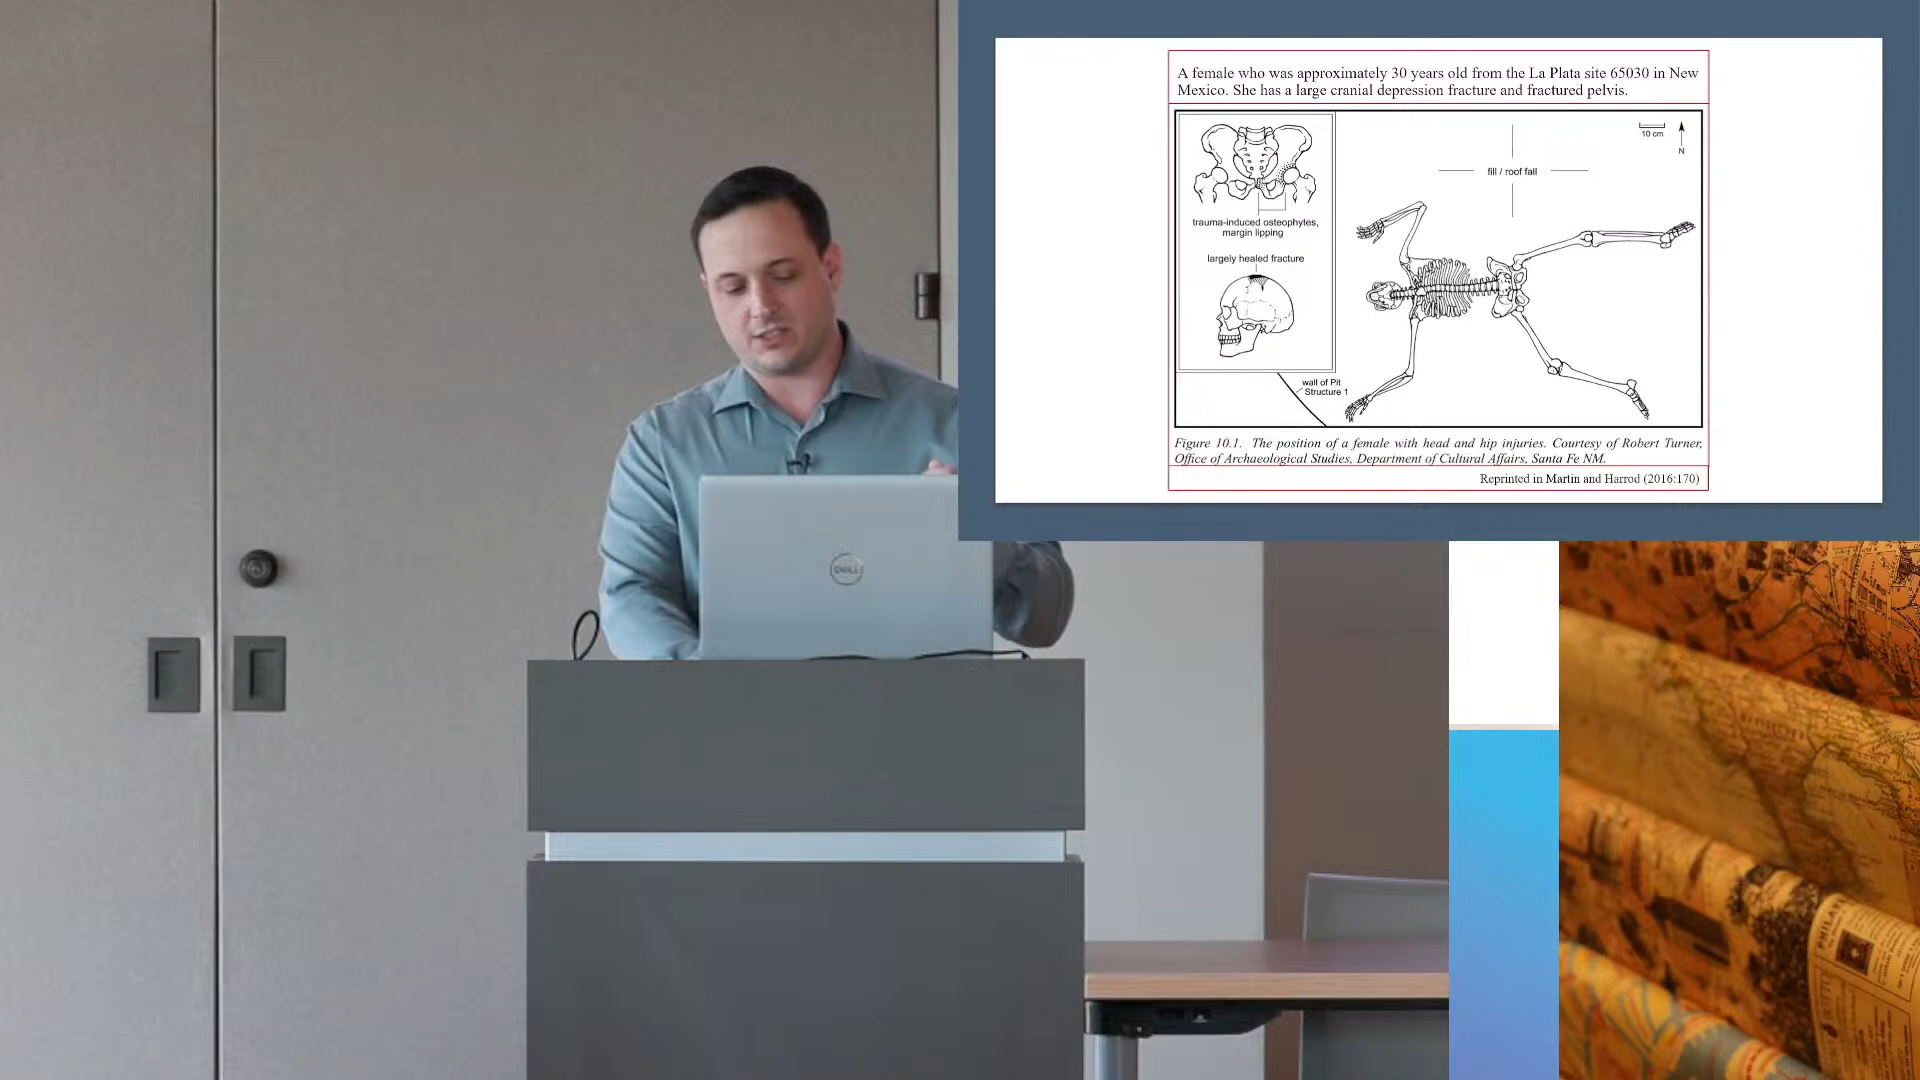 A female who was approximately 30 years old from the La Plata site 65030 in New
Mexico. She has a large cranial depression fracture and fractured pelvis.
10 cm
N
fill / roof fall
trauma-induced osteophytes,
margin lipping
largely healed fracture
wall of Pit
Structure 1
Figure 10.1. The position of a female with head and hip injuries. Courtesy of Robert Turner,
Office of Archaeological Studies, Department of Cultural Affairs, Santa Fe NM.
Reprinted in Martin and Harrod (2016:170)
DELL